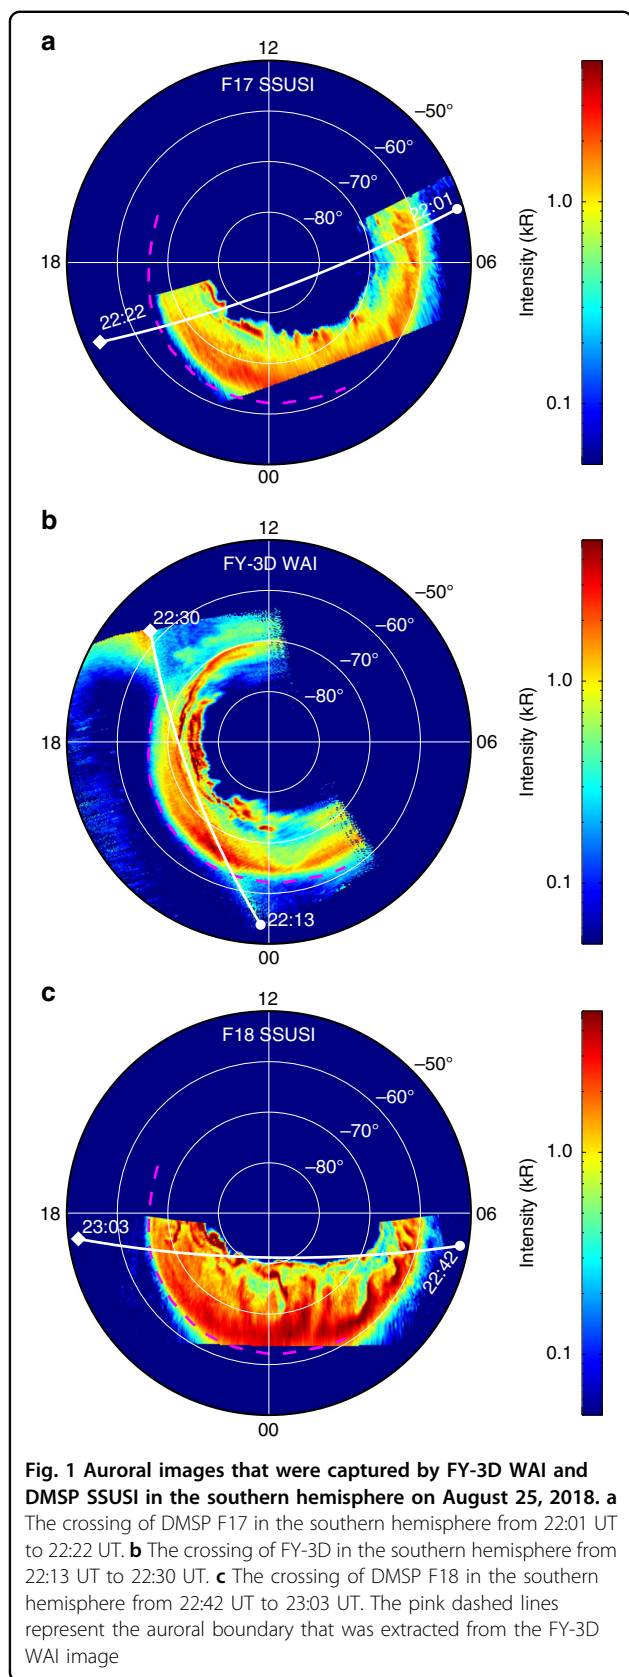 a
12
F17 SSUSI
−50°
−60°
−70°
−80°
22:01
18
06
22:22
00
1.0
0.1
Intensity (kR)
b
12
FY-3D WAI
−50°
−60°
−70°
−80°
22:30
18
06
22:13
00
1.0
0.1
Intensity (kR)
c
12
F18 SSUSI
−50°
−60°
−70°
−80°
18
06
23:03
22:42
00
1.0
0.1
Intensity (kR)
Fig. 1 Auroral images that were captured by FY-3D WAI and
DMSP SSUSI in the southern hemisphere on August 25, 2018. a
The crossing of DMSP F17 in the southern hemisphere from 22:01 UT
to 22:22 UT. b The crossing of FY-3D in the southern hemisphere from
22:13 UT to 22:30 UT. c The crossing of DMSP F18 in the southern
hemisphere from 22:42 UT to 23:03 UT. The pink dashed lines
represent the auroral boundary that was extracted from the FY-3D
WAI image